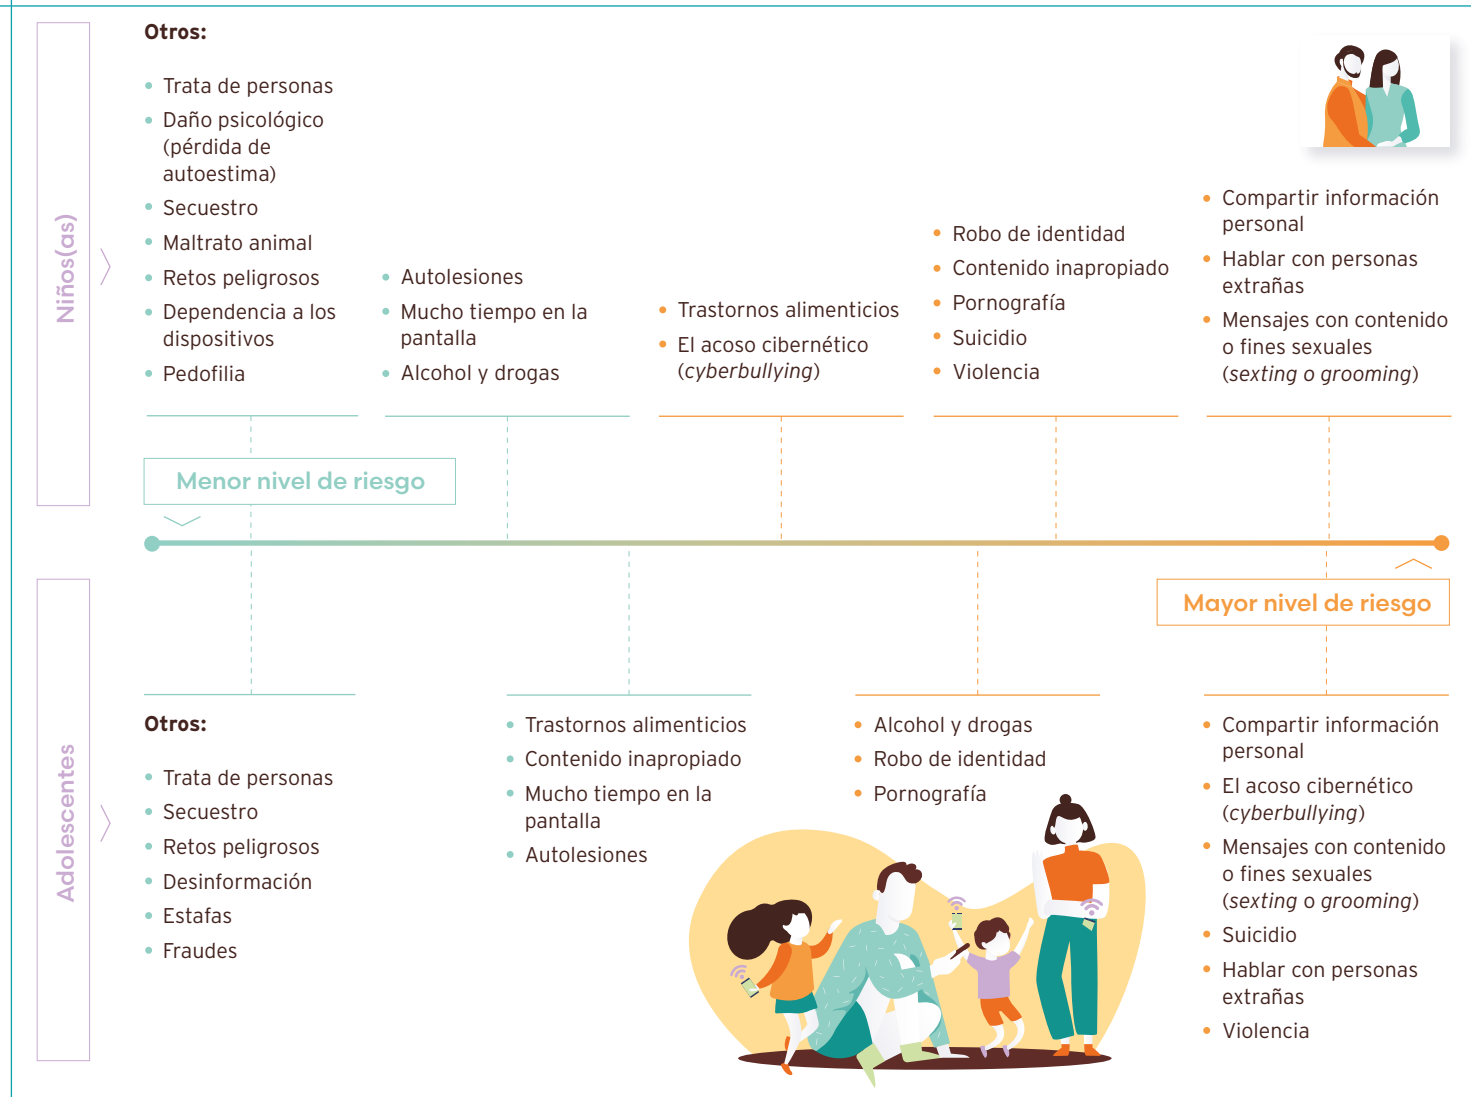 Niños(as)
Otros:
Trata de personas
Daño psicológico
(pérdida de
autoestima)
Secuestro
Maltrato animal
Retos peligrosos
Dependencia a los
dispositivos
Pedofilia
Autolesiones
Mucho tiempo en la
pantalla
Alcohol y drogas
Trastornos alimenticios
El acoso cibernético
(cyberbullying)
Robo de identidad
Contenido inapropiado
Pornografía
Suicidio
Violencia
Compartir información
personal
Hablar con personas
extrañas
Mensajes con contenido
o fines sexuales
(sexting o grooming)
Menor nivel de riesgo
Mayor nivel de riesgo
Adolescentes
Otros:
Trata de personas
Secuestro
Retos peligrosos
Desinformación
Estafas
Fraudes
Trastornos alimenticios
Contenido inapropiado
Mucho tiempo en la
pantalla
Autolesiones
Alcohol y drogas
Robo de identidad
Pornografía
Compartir información
personal
El acoso cibernético
(cyberbullying)
Mensajes con contenido
o fines sexuales
(sexting o grooming)
Suicidio
Hablar con personas
extrañas
Violencia